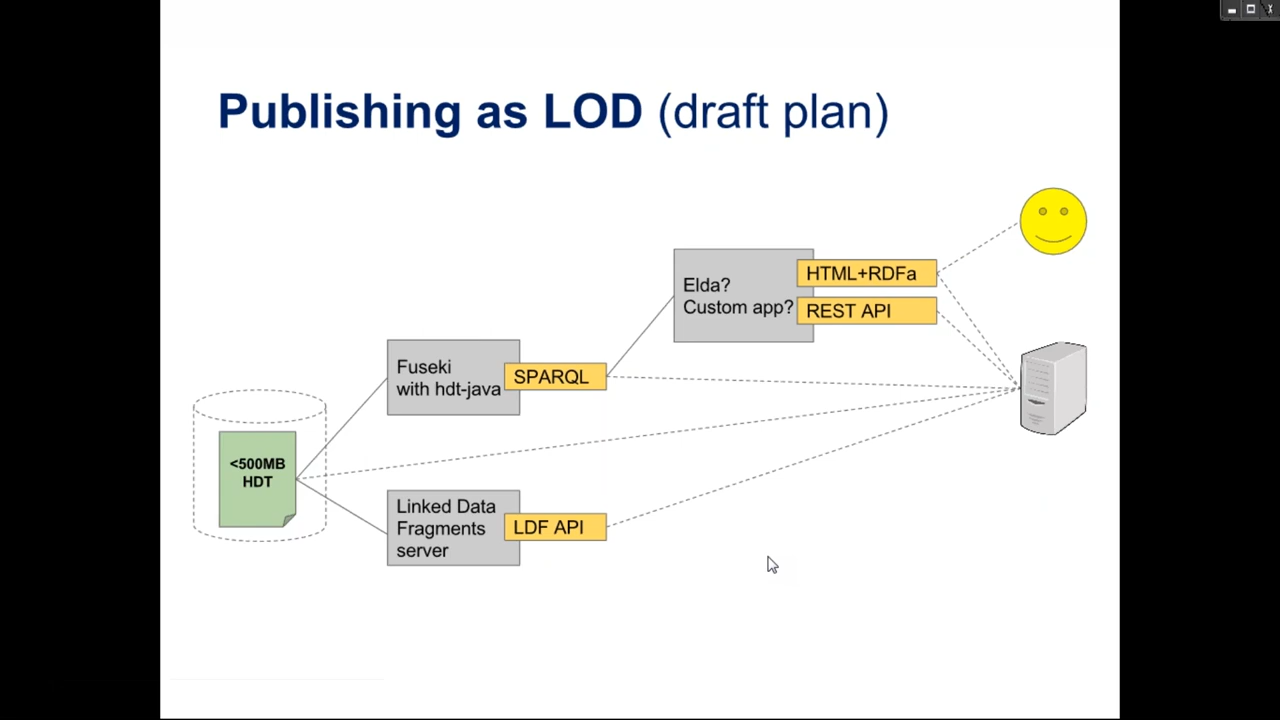 Publishing as LOD (draft plan)
Elda?
Custom app?
HTML+RDFa
REST API
Fuseki
with hdt-java
SPARQL
<500MB
HDT
Linked Data
Fragments
server
LDF API